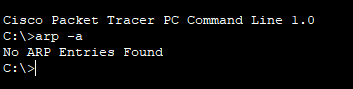 Cisco Packet Tracer PC Command Line 1.0
C:\>arp -a
No ARP Entries Found
C:\>